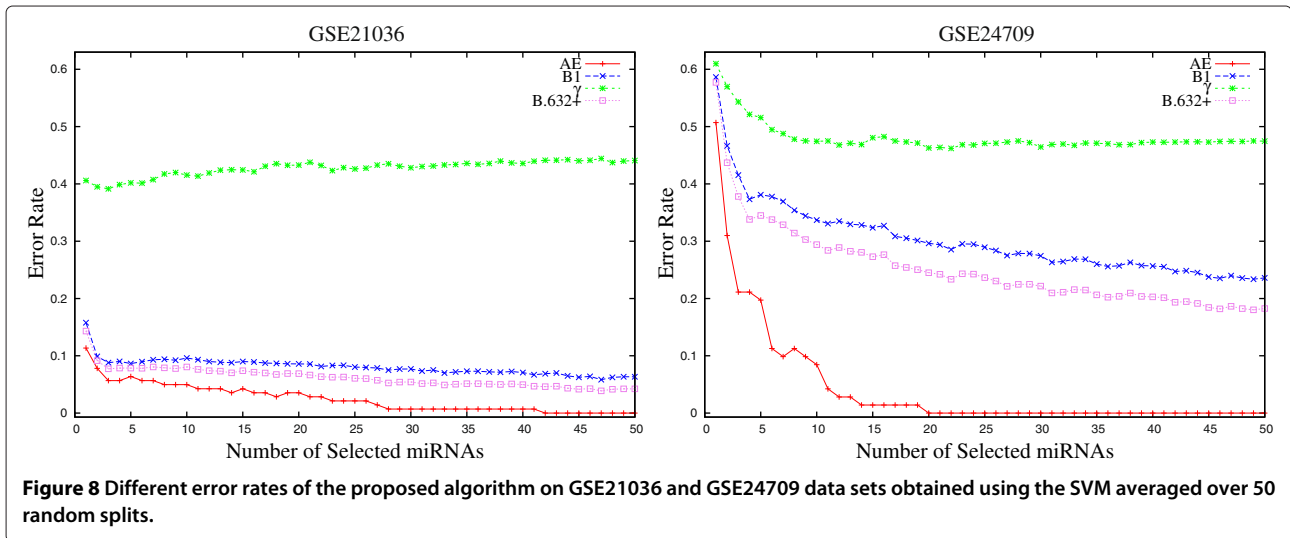 GSE21036
Error Rate
0.6
0.5
0.4
0.3
0.2
0.1
0
AE
B1
γ
B.632+
0 5 10 15 20 25 30 35 40 45 50
Number of Selected miRNAs
GSE24709
Error Rate
0.6
0.5
0.4
0.3
0.2
0.1
0
AE
B1
γ
B.632+
0 5 10 15 20 25 30 35 40 45 50
Number of Selected miRNAs
Figure 8 Different error rates of the proposed algorithm on GSE21036 and GSE24709 data sets obtained using the SVM averaged over 50
random splits.